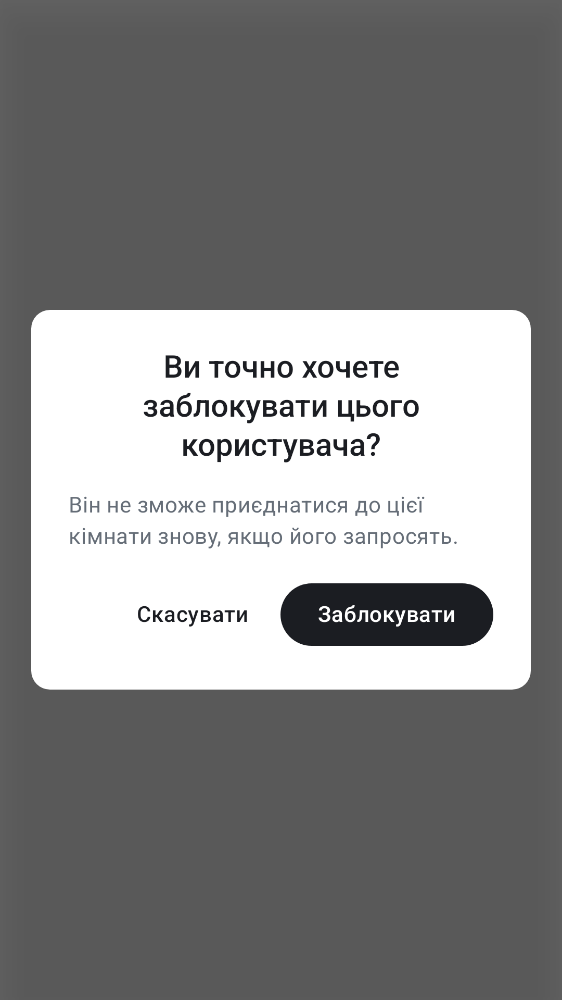 Ви точно хочете
заблокувати цього
користувача?
Він не зможе приєднатися до цієї
кімнати знову, якщо його запросять.
Скасувати
Заблокувати